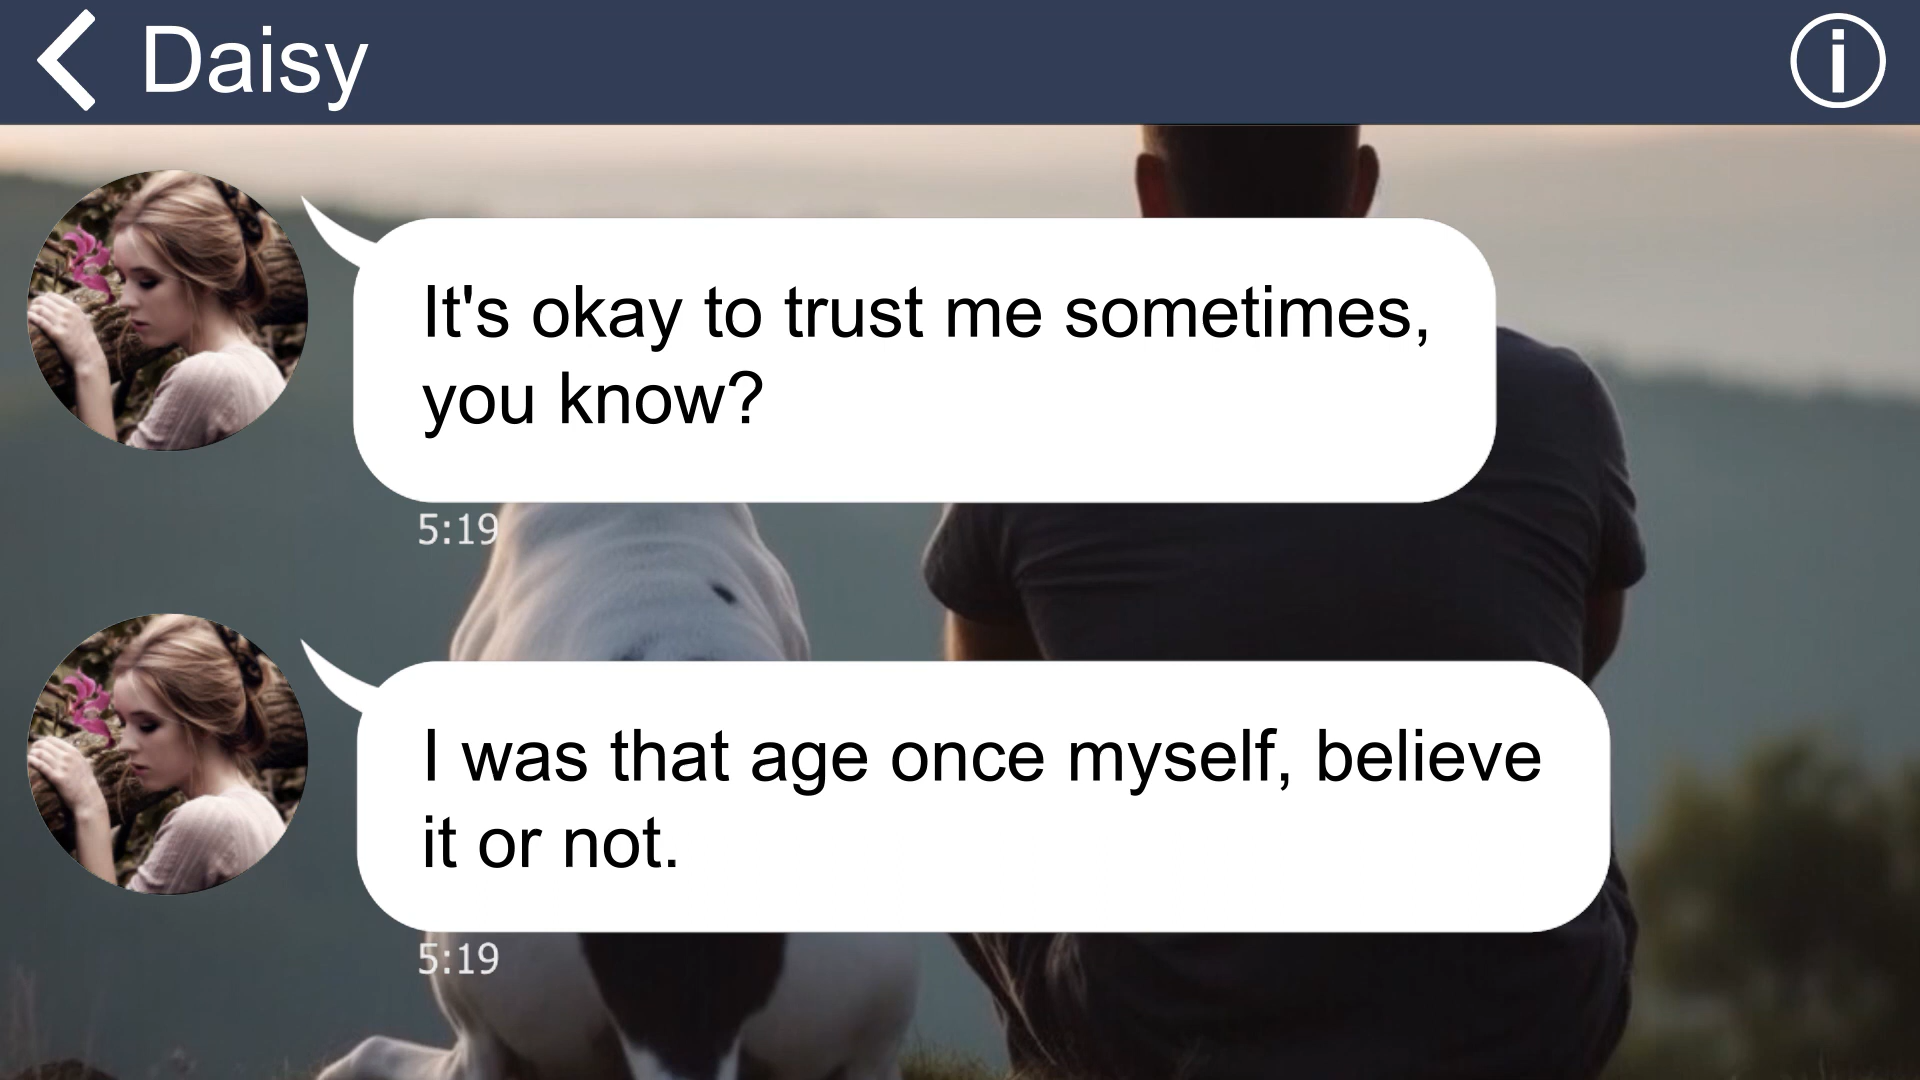 Daisy
It's okay to trust me sometimes,
you know?
5:19
I was that age once myself, believe
it or not.
5:19